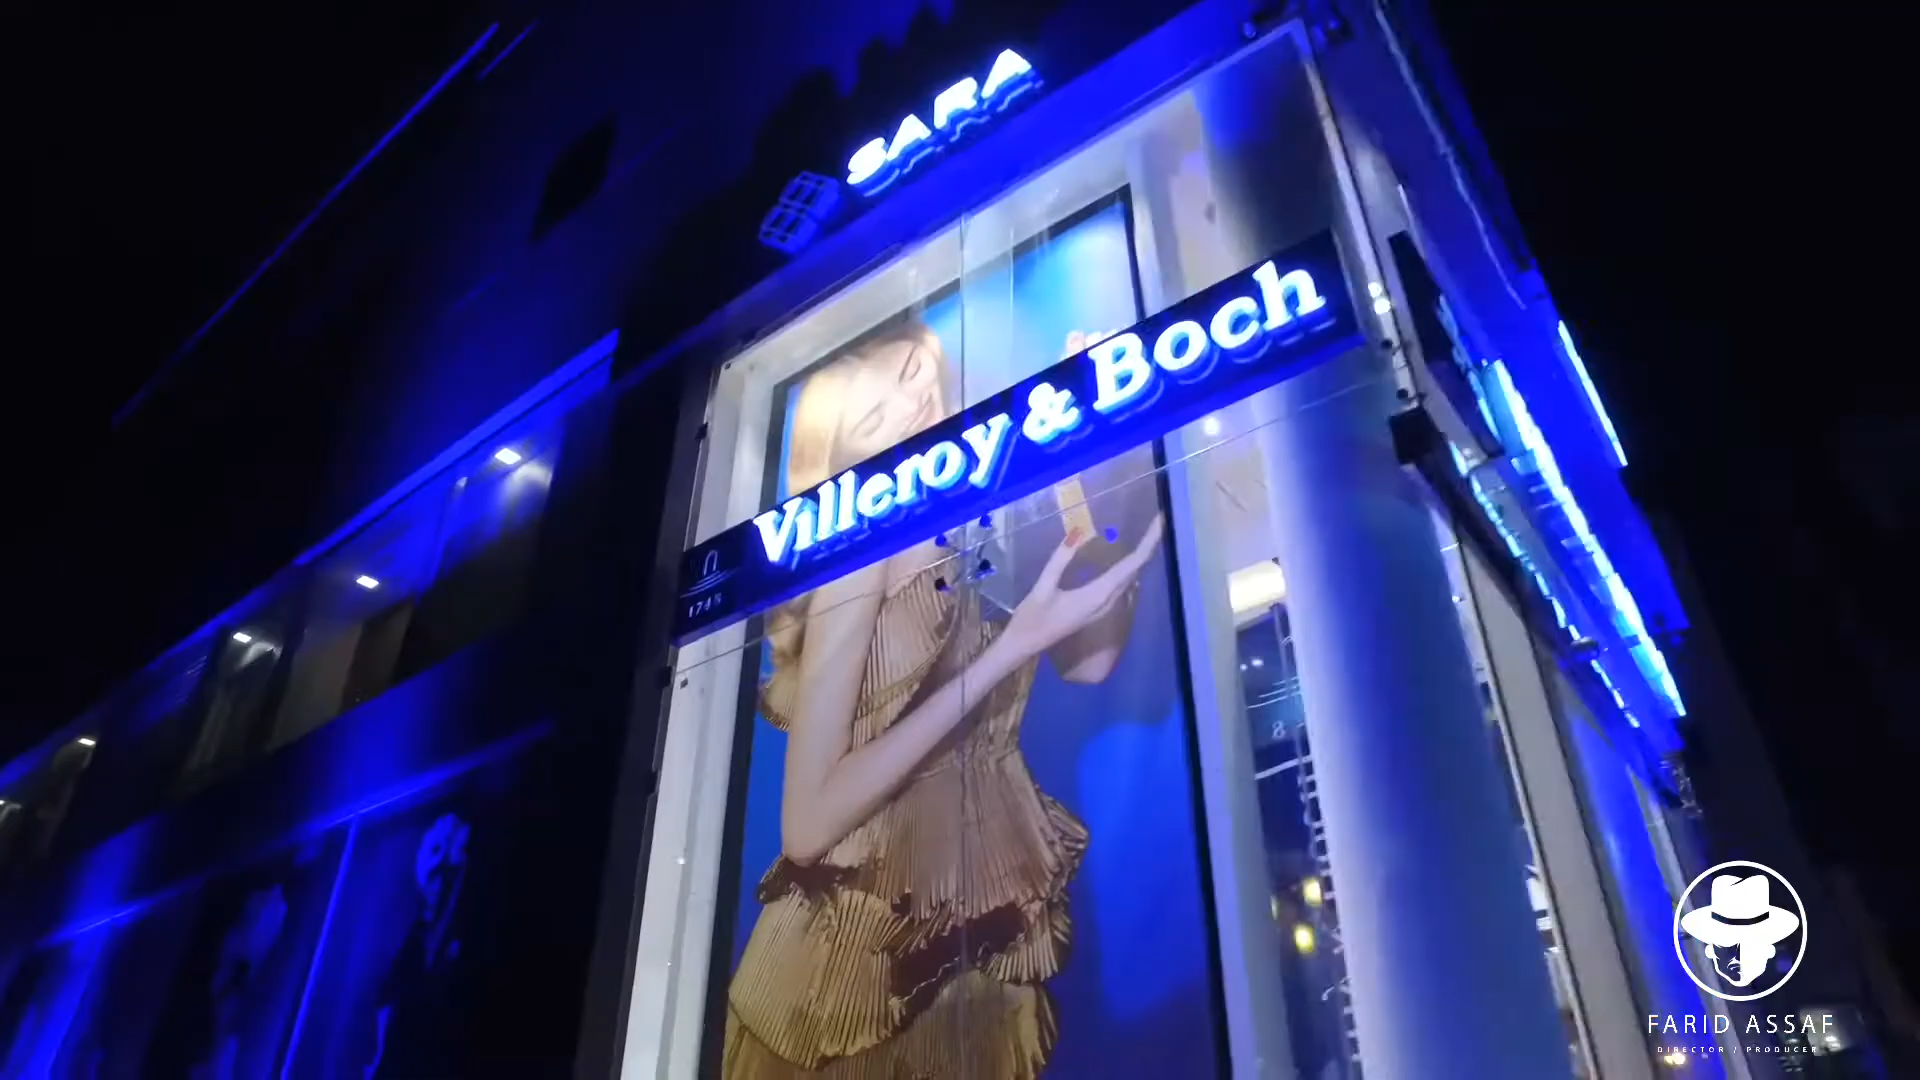 SARA
Villeroy & Boch
1748
FARID ASSAF
DIRECTOR / PRODUCER